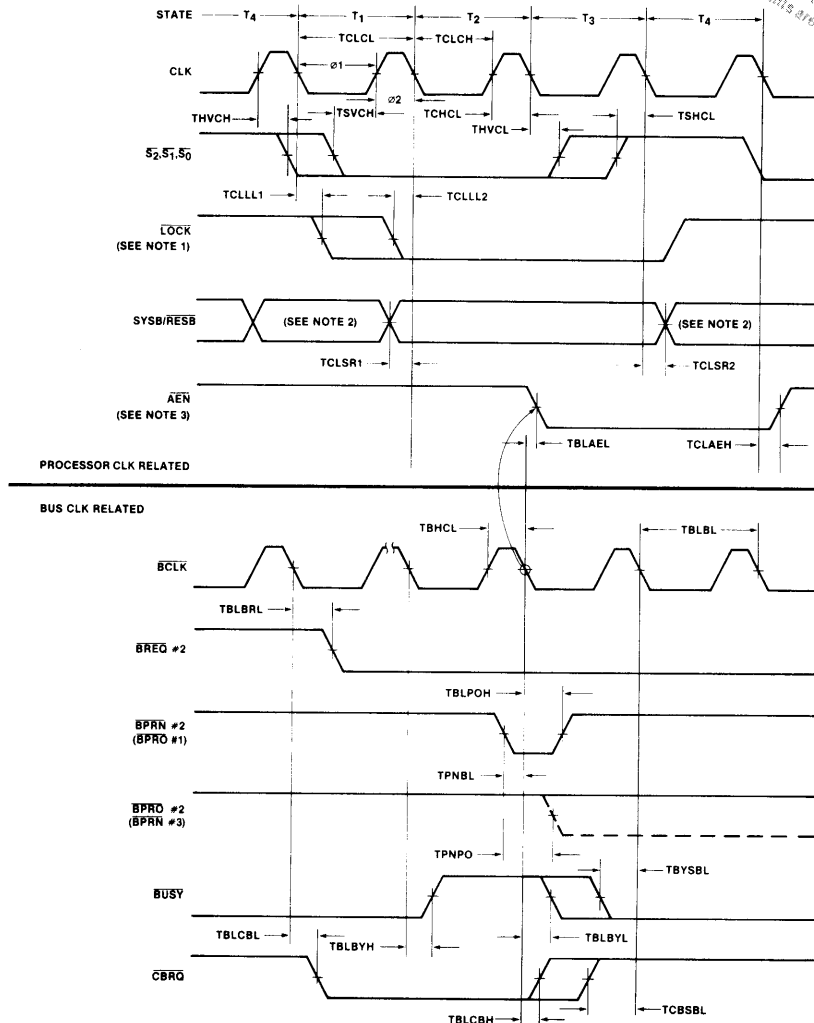 STATE T4 T1 T2 T3 T4
TCLCL TCLCH
CLK
ø1
ø2
THVCH TSVCH TCHCL THVCL TSHCL
S2,S1,S0
TCLLL1 TCLLL2
LOCK
(SEE NOTE 1)
SYSB/RESB (SEE NOTE 2) (SEE NOTE 2)
TCLSR1 TCLSR2
AEN
(SEE NOTE 3)
TBLAEL TCLAEH
PROCESSOR CLK RELATED
BUS CLK RELATED
TBHCL TBLBL
BCLK
TBLBRL
BREQ #2
TBLPOH
BPRN #2
(BPRO #1)
TPNBL
BPRO #2
(BPRN #3)
TPNPO TBYSBL
BUSY
TBLCBL TBLBYH TBLBYL
CBRQ
TBLCBH TCBSBL